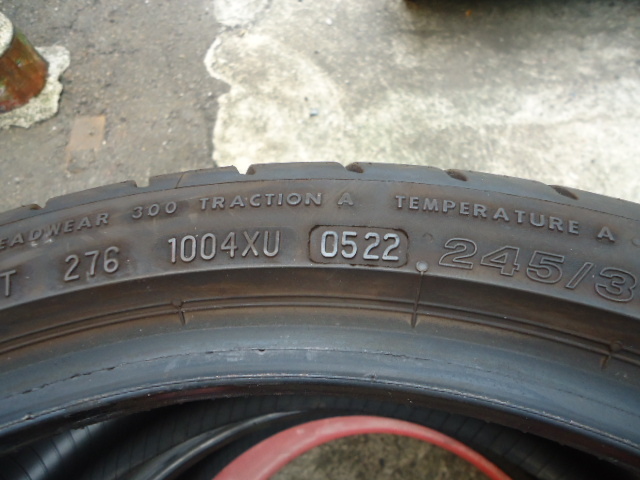 EADWEAR 300 TRACTION A TEMPERATURE A
T 276 1004XU 0522 245/3